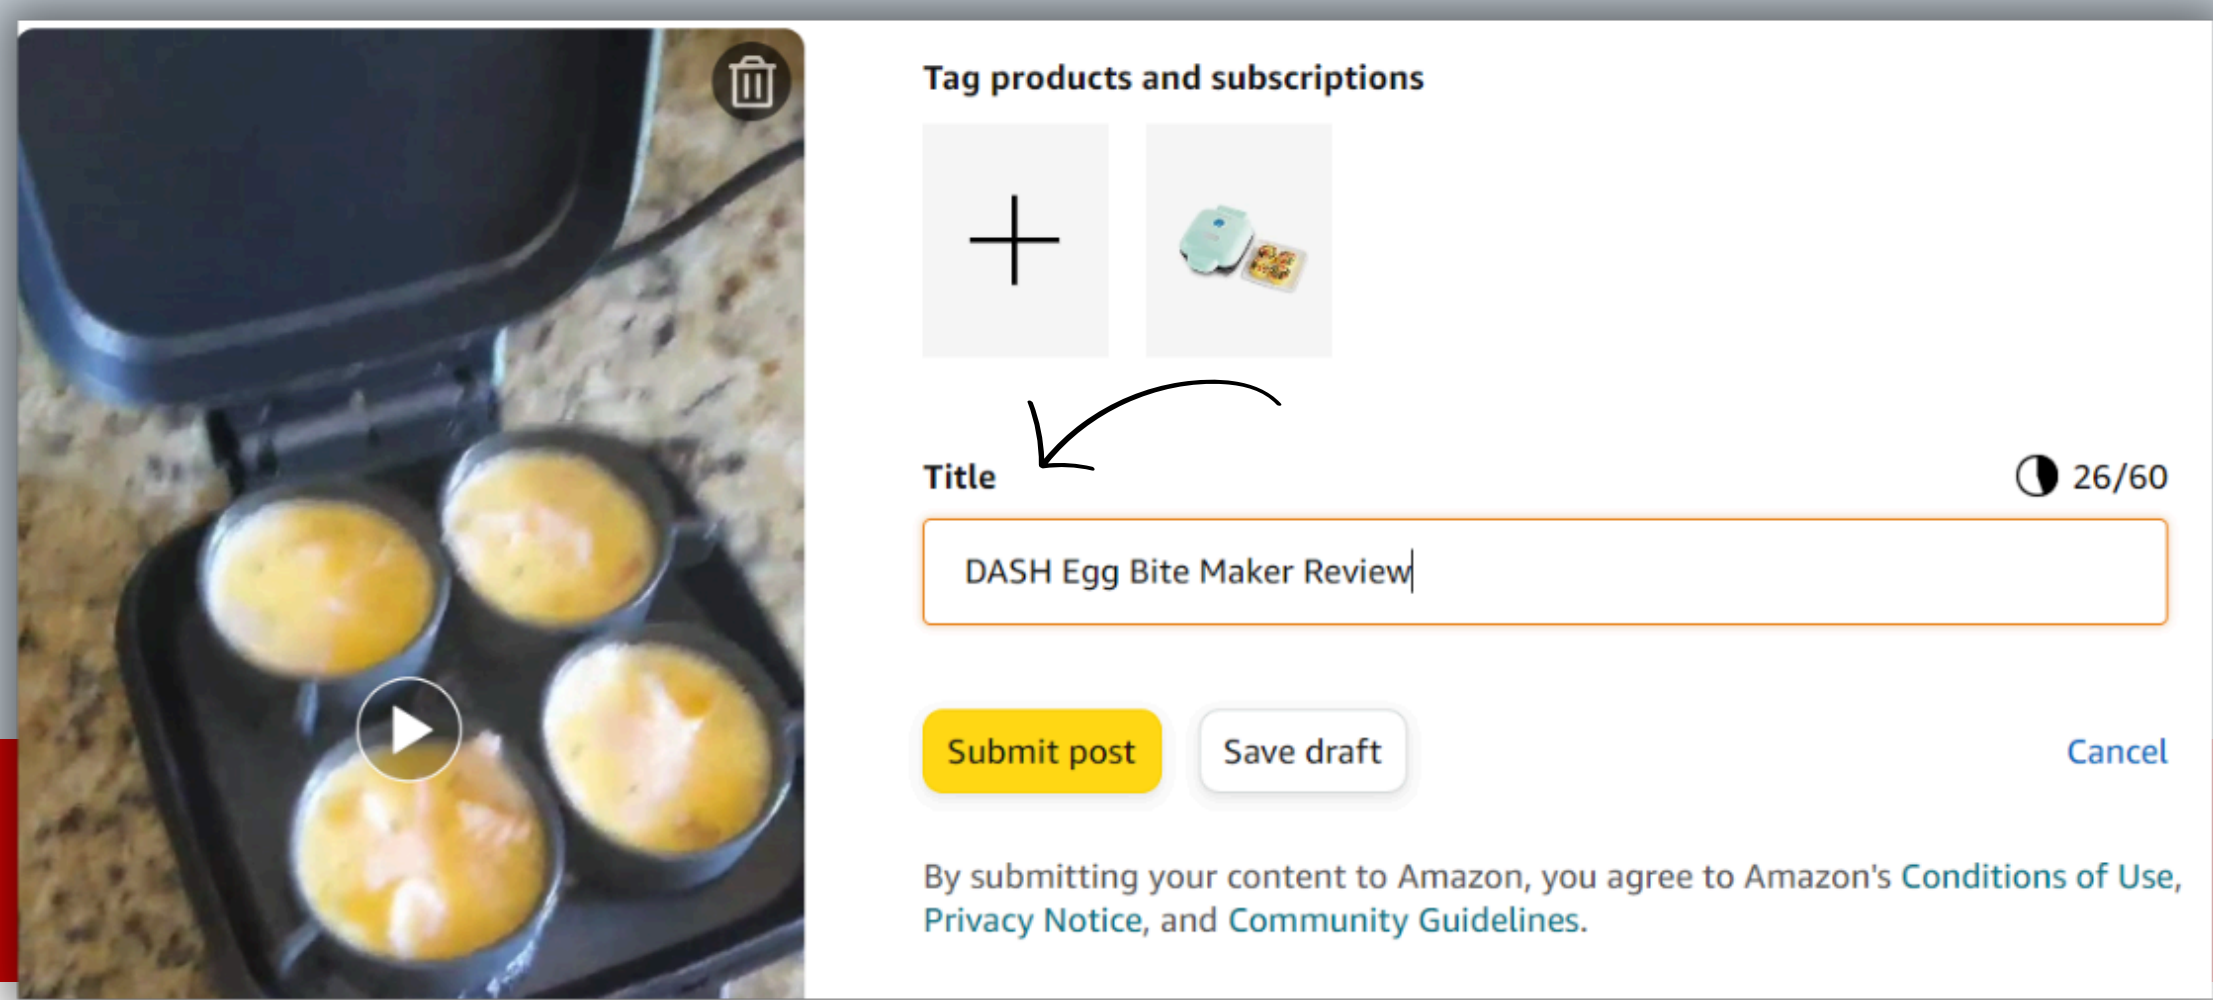 Tag products and subscriptions
Title
26/60
DASH Egg Bite Maker Review
Submit post
Save draft
Cancel
By submitting your content to Amazon, you agree to Amazon's Conditions of Use,
Privacy Notice, and Community Guidelines.